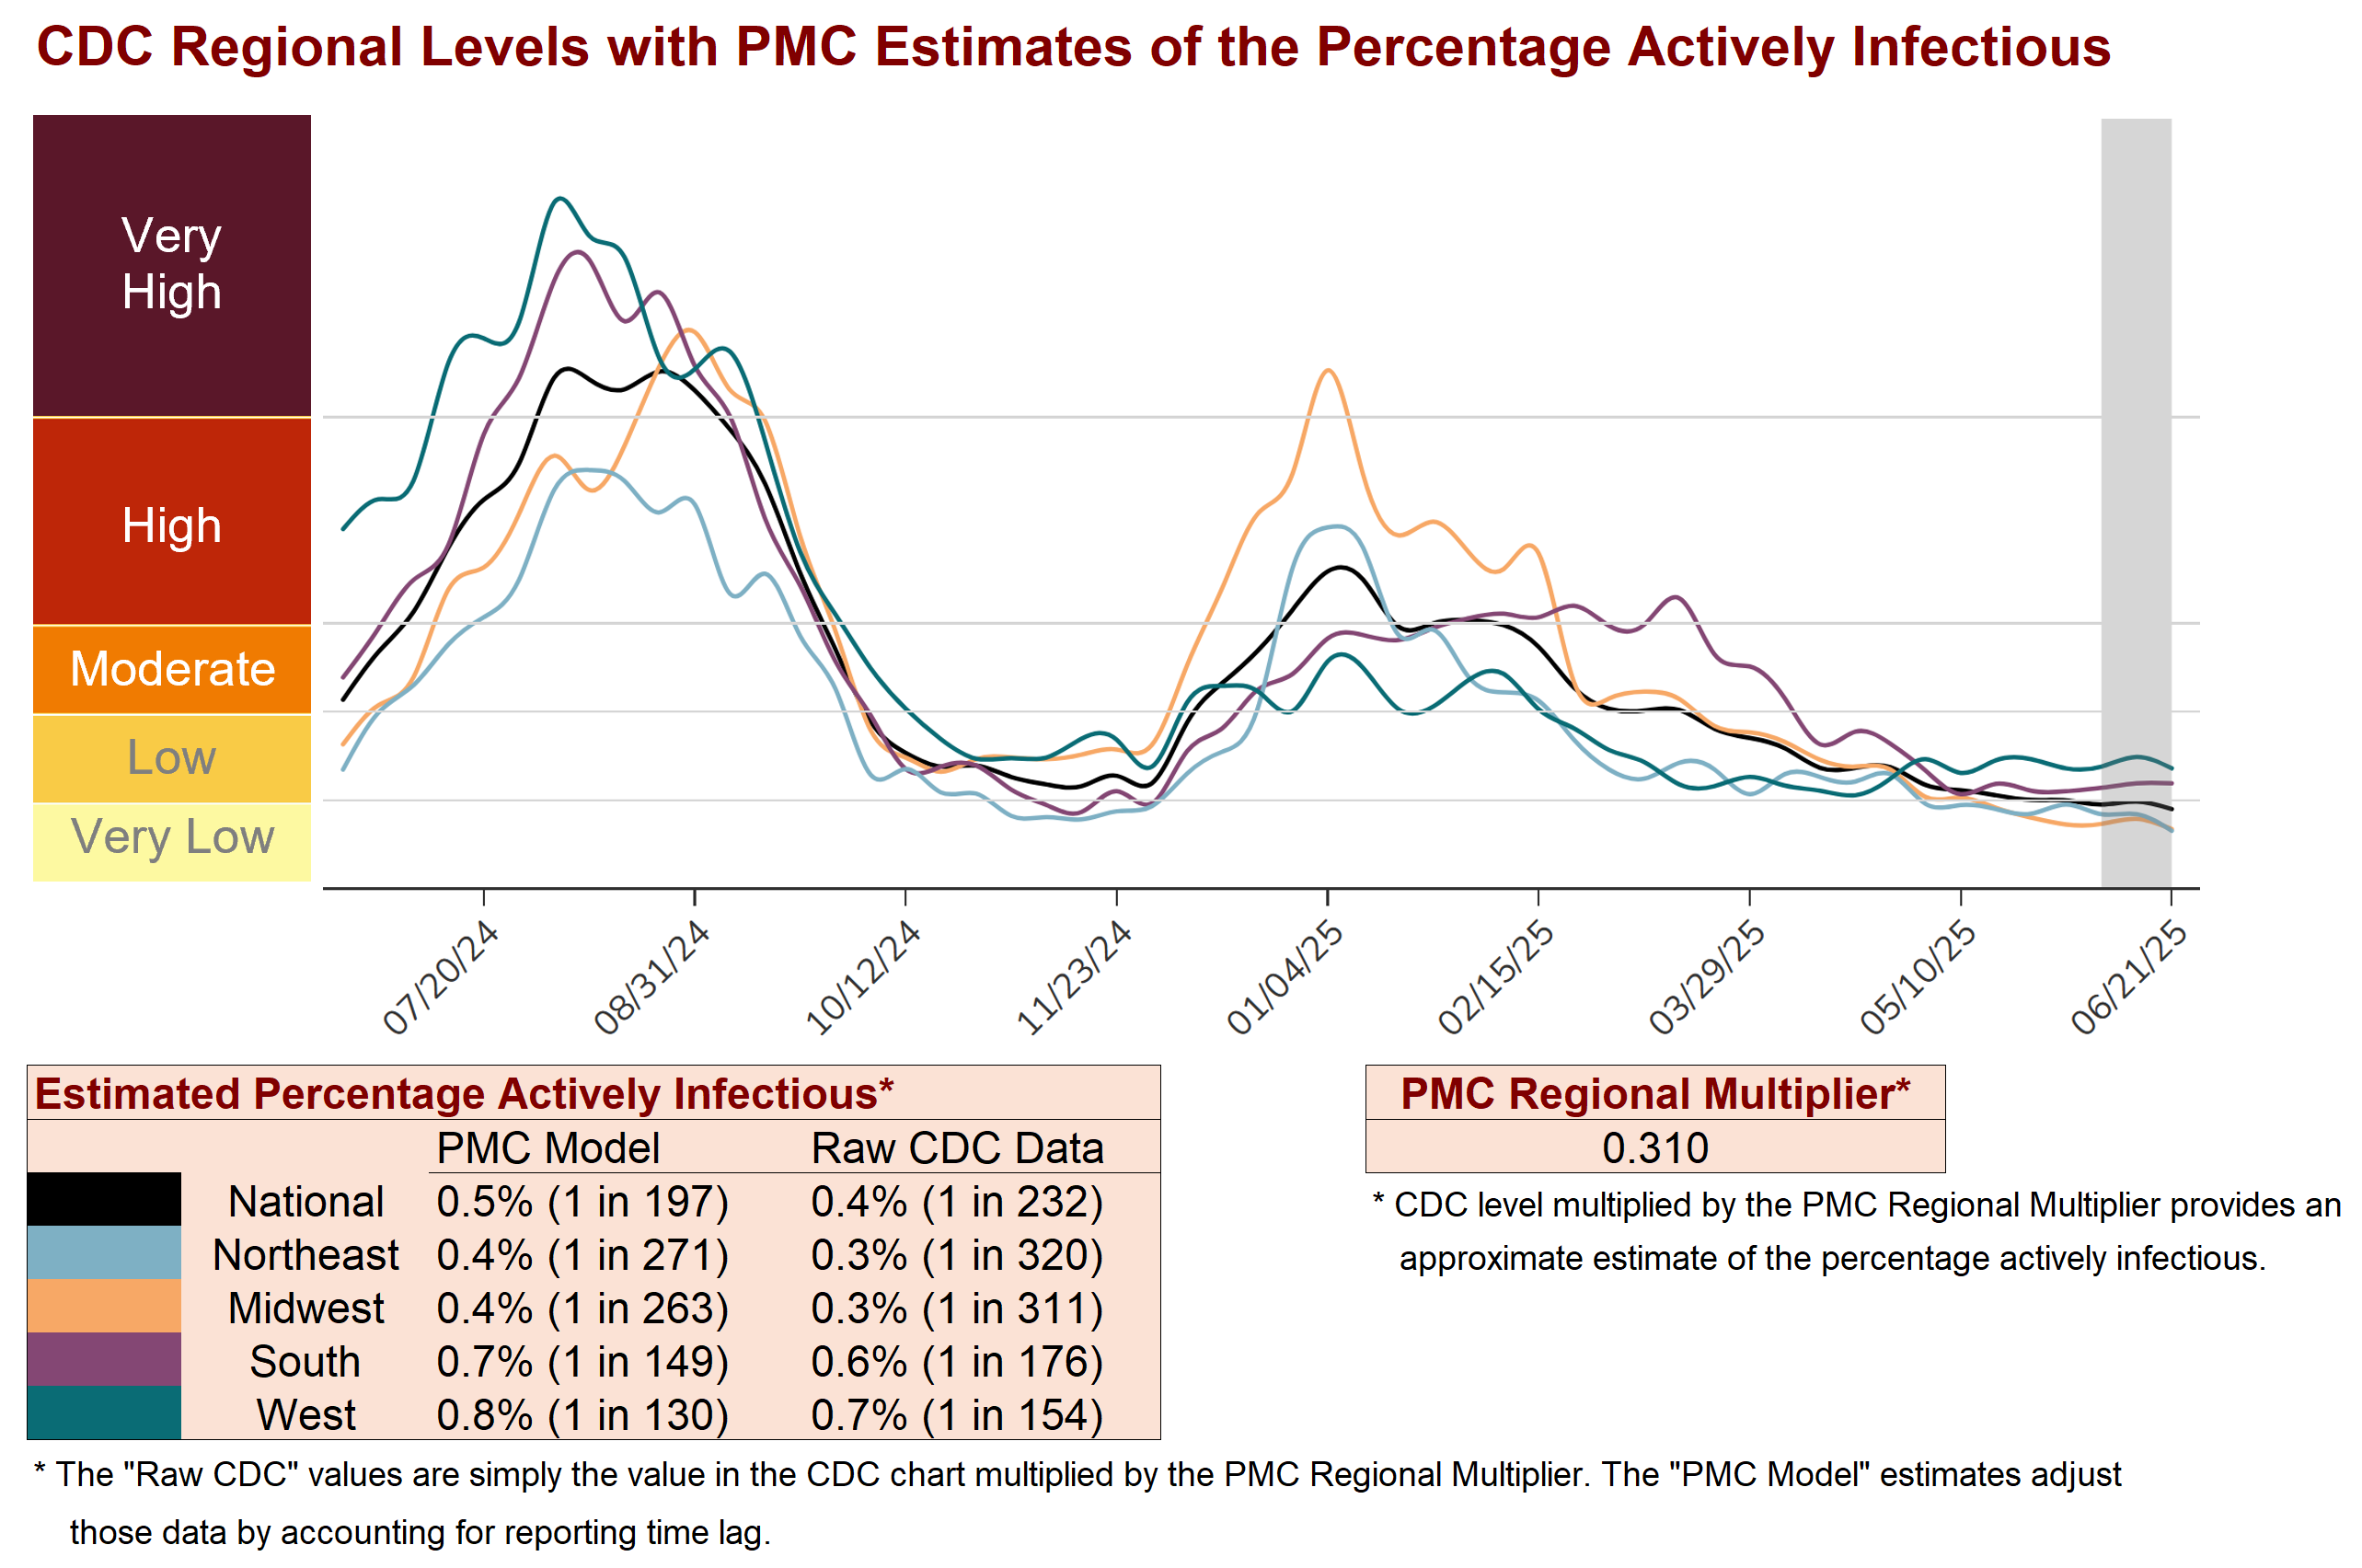 CDC Regional Levels with PMC Estimates of the Percentage Actively Infectious
Very
High
High
Moderate
Low
Very Low
07/20/24
08/31/24
10/12/24
11/23/24
01/04/25
02/15/25
03/29/25
05/10/25
06/21/25
Estimated Percentage Actively Infectious*
PMC Model Raw CDC Data
National 0.5% (1 in 197) 0.4% (1 in 232)
Northeast 0.4% (1 in 271) 0.3% (1 in 320)
Midwest 0.4% (1 in 263) 0.3% (1 in 311)
South 0.7% (1 in 149) 0.6% (1 in 176)
West 0.8% (1 in 130) 0.7% (1 in 154)
* The "Raw CDC" values are simply the value in the CDC chart multiplied by the PMC Regional Multiplier. The "PMC Model" estimates adjust
those data by accounting for reporting time lag.
PMC Regional Multiplier*
0.310
* CDC level multiplied by the PMC Regional Multiplier provides an
approximate estimate of the percentage actively infectious.